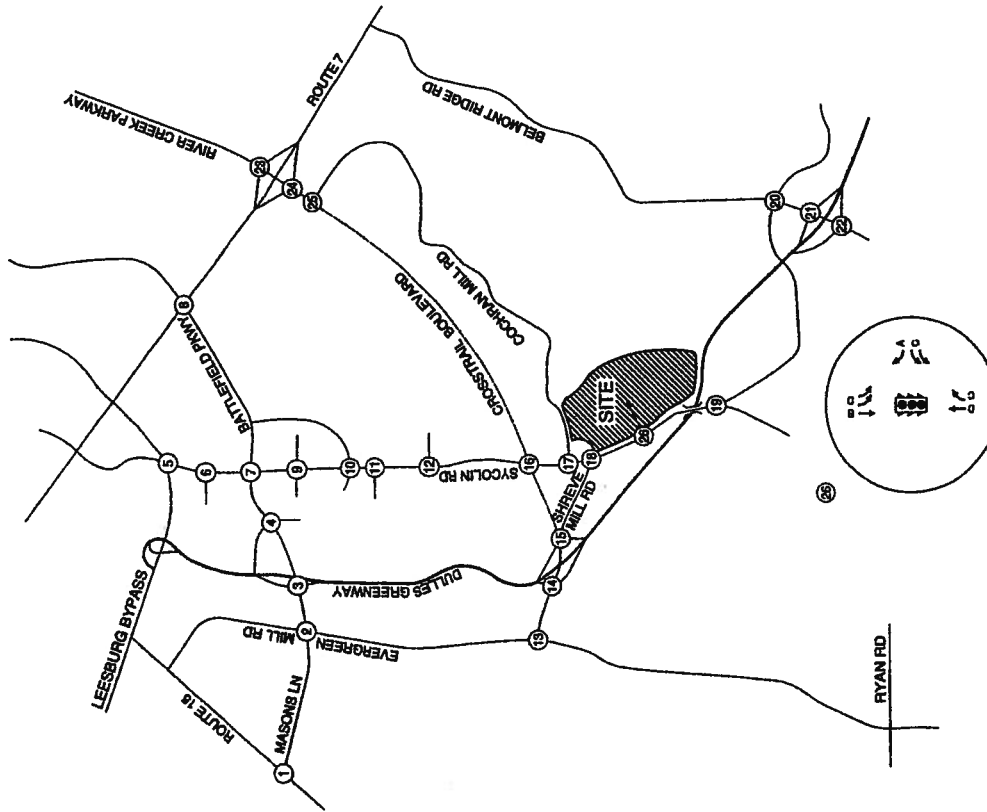 RIVER CREEK PARKWAY
ROUTE 7
BELMONT RIDGE RD
23
24
25
8
BATTLEFIELD PKWY
CROSSTRAIL BOULEVARD
COCHRAN MILL RD
5
6
7
9
10
11
12
SYCOLIN RD
16
17
18
SITE
26
19
20
21
22
SHREVE
MILL RD
4
3
15
14
LEESBURG BYPASS
DULLES GREENWAY
2
EVERGREEN
MILL RD
13
ROUTE 15
MASONS LN
1
RYAN RD
26
A